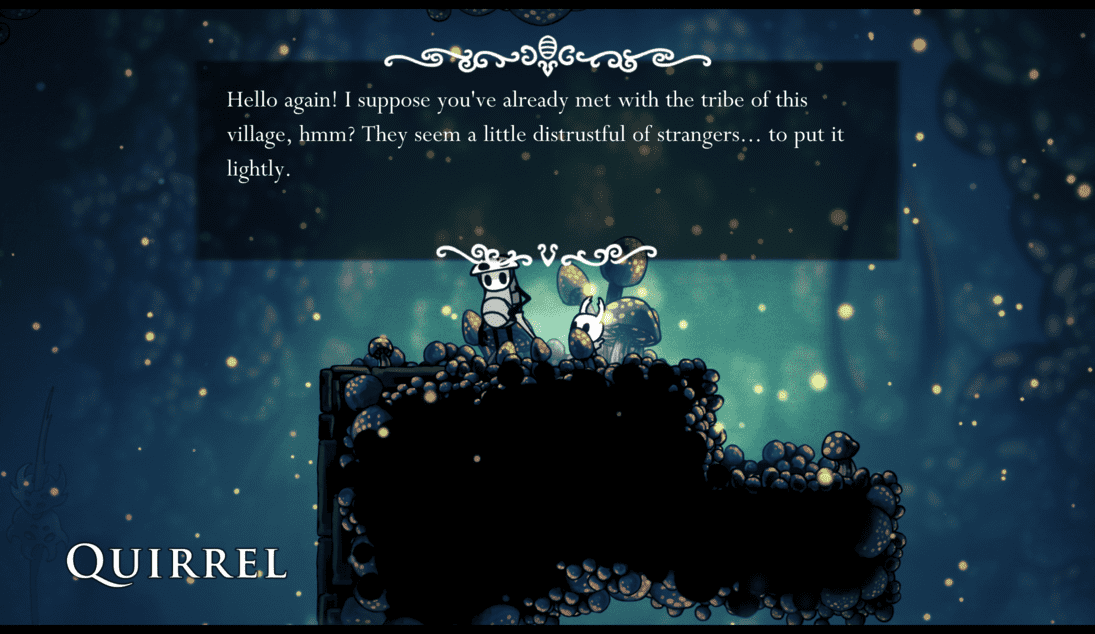 Hello again! I suppose you've already met with the tribe of this
village, hmm? They seem a little distrustful of strangers... to put it
lightly.
QUIRREL